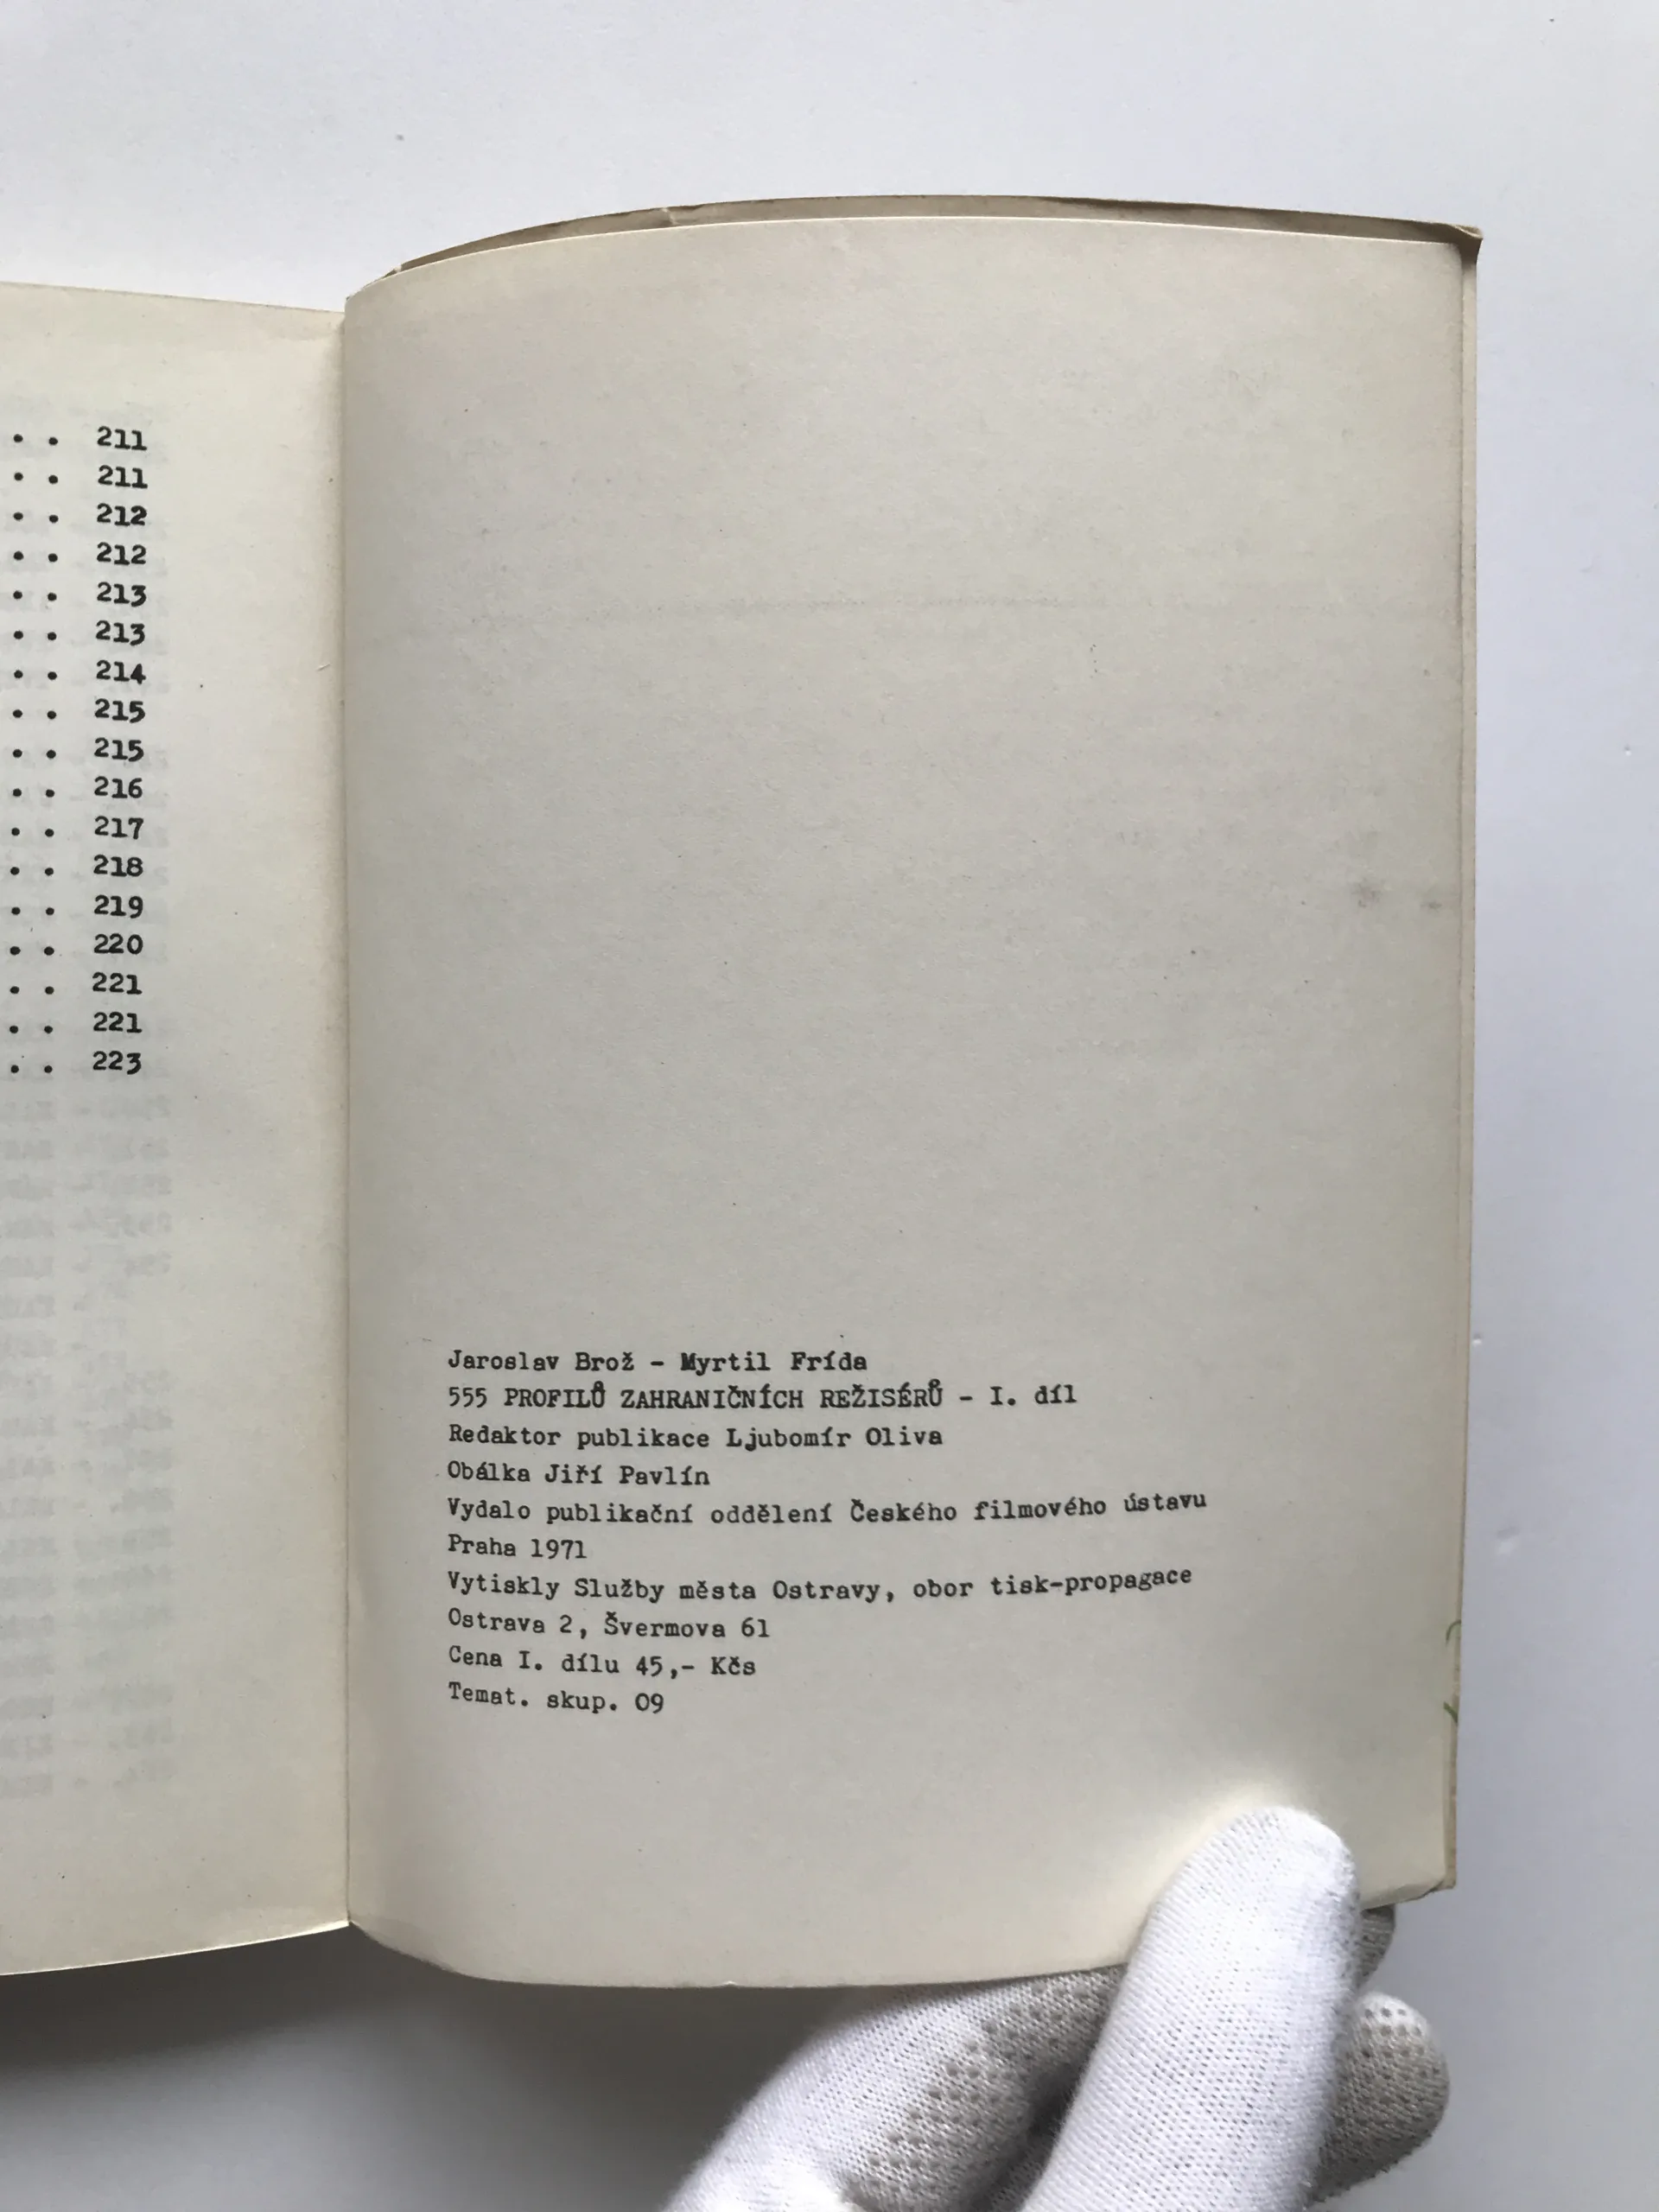 . . 211
. . 211
. . 212
. . 212
. . 213
. . 213
. . 214
. . 215
. . 215
. . 216
. . 217
. . 218
. . 219
. . 220
. . 221
. . 221
. . 223
Jaroslav Brož - Myrtil Frída
555 PROFILŮ ZAHRANIČNÍCH REŽISÉRŮ - I. díl
Redaktor publikace Ljubomír Oliva
Obálka Jiří Pavlín
Vydalo publikační oddělení Českého filmového ústavu
Praha 1971
Vytiskly Služby města Ostravy, obor tisk-propagace
Ostrava 2, Švermova 61
Cena I. dílu 45,- Kčs
Temat. skup. 09